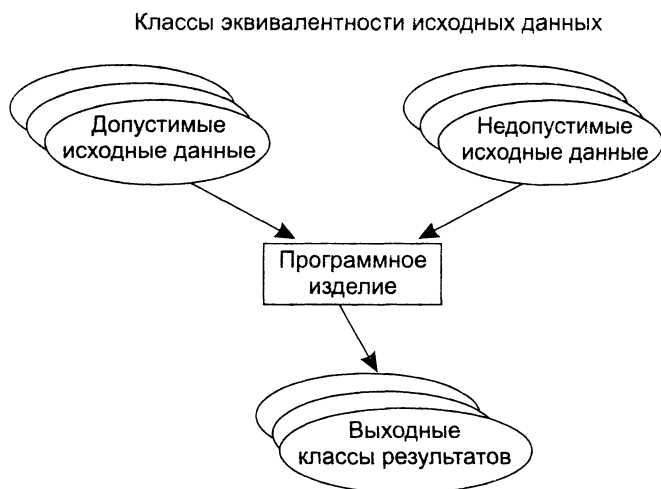 Классы эквивалентности исходных данных
Допустимые
исходные данные
Недопустимые
исходные данные
Программное
изделие
Выходные
классы результатов